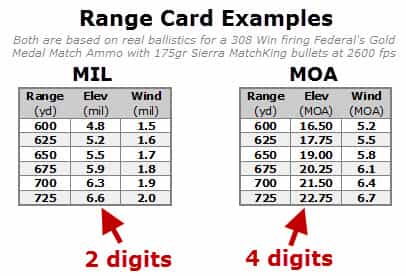 Range Card Examples
Both are based on real ballistics for a 308 Win firing Federal's Gold
Medal Match Ammo with 175gr Sierra MatchKing bullets at 2600 fps
MIL
Range Elev Wind
(yd) (mil) (mil)
600 4.8 1.5
625 5.2 1.6
650 5.5 1.7
675 5.9 1.8
700 6.3 1.9
725 6.6 2.0
2 digits
MOA
Range Elev Wind
(yd) (MOA) (MOA)
600 16.50 5.2
625 17.75 5.5
650 19.00 5.8
675 20.25 6.1
700 21.50 6.4
725 22.75 6.7
4 digits